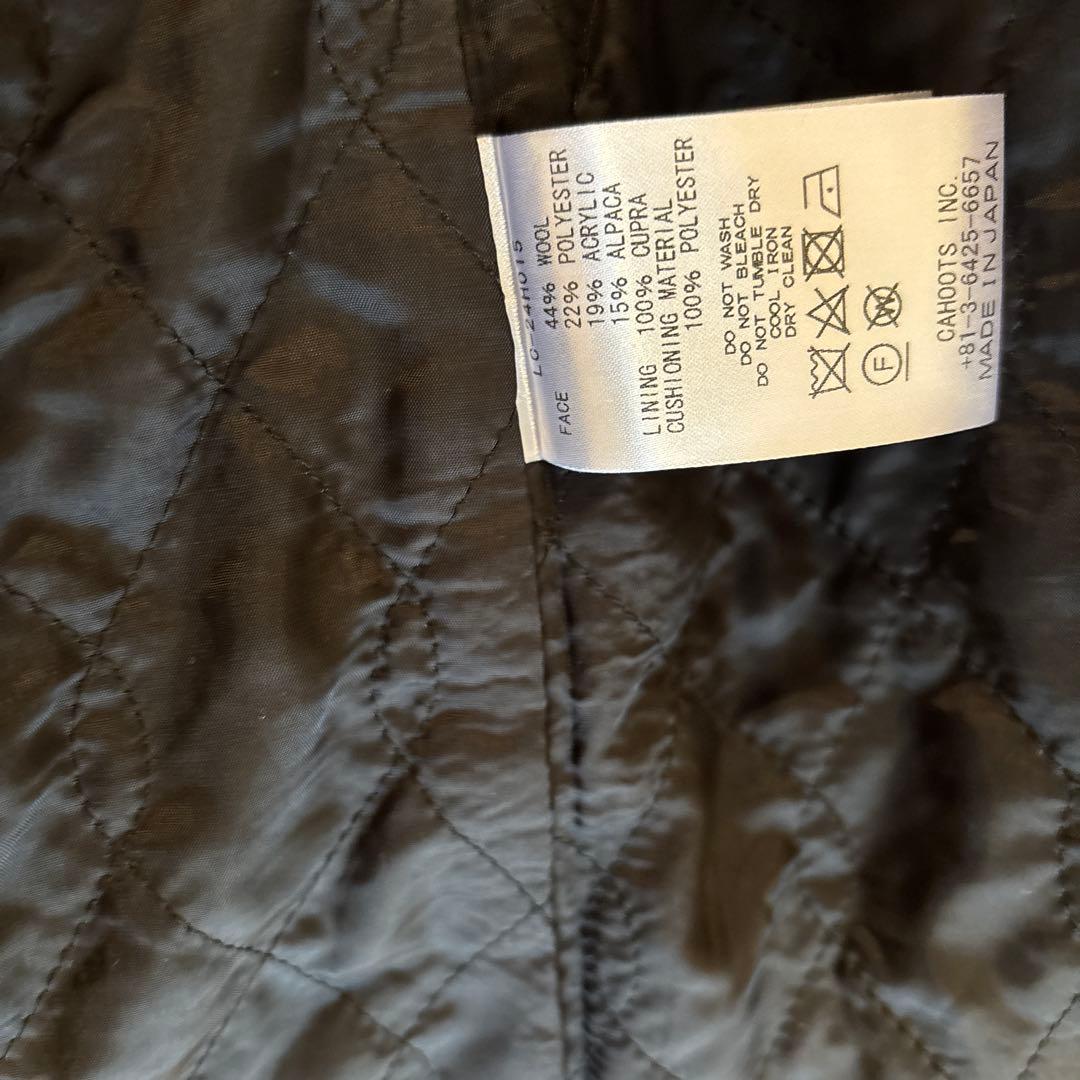 LC-24H015
FACE 44% WOOL
22% POLYESTER
19% ACRYLIC
15% ALPACA
LINING 100% CUPRA
CUSHIONING MATERIAL
100% POLYESTER
DO NOT WASH
DO NOT BLEACH
DO NOT TUMBLE DRY
COOL IRON
DRY CLEAN
F W
CAHOOTS INC.
+81-3-6425-6657
MADE IN JAPAN